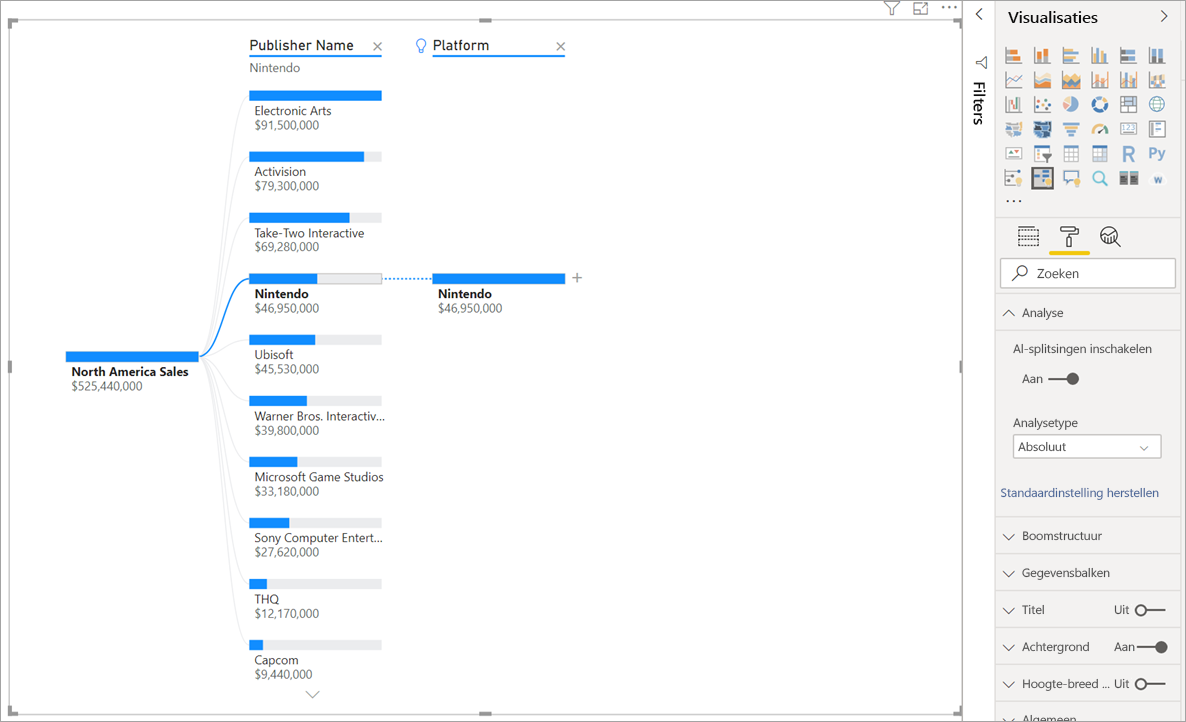 Publisher Name
Nintendo
Platform
Electronic Arts
$91,500,000
Activision
$79,300,000
Take-Two Interactive
$69,280,000
Nintendo
$46,950,000
Nintendo
$46,950,000
Ubisoft
$45,530,000
North America Sales
$525,440,000
Warner Bros. Interactiv...
$39,800,000
Microsoft Game Studios
$33,180,000
Sony Computer Entert...
$27,620,000
THQ
$12,170,000
Capcom
$9,440,000
Filters
Visualisaties
123
R Py
W
...
Zoeken
Analyse
AI-splitsingen inschakelen
Aan
Analysetype
Absoluut
Standaardinstelling herstellen
Boomstructuur
Gegevensbalken
Titel Uit
Achtergrond Aan
Hoogte-breed ... Uit
Algemeen